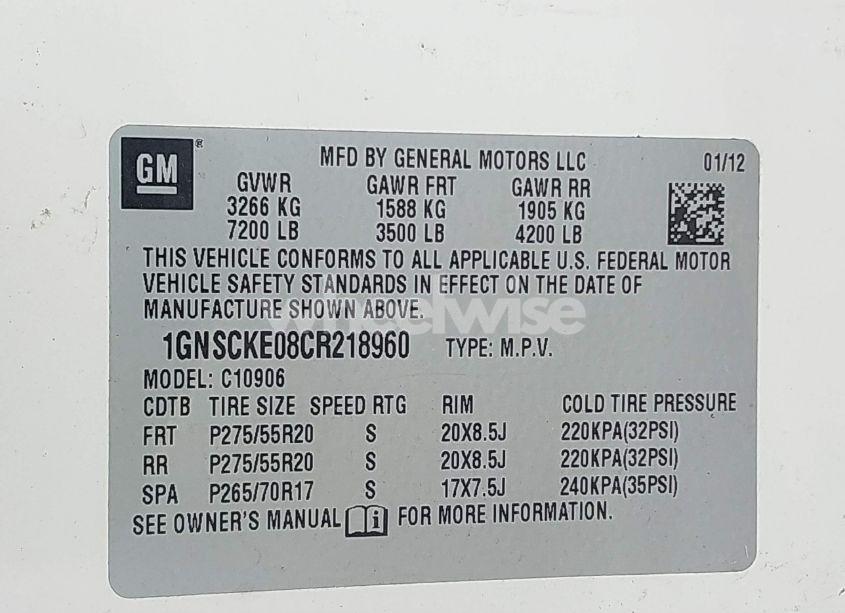 GM ® MFD BY GENERAL MOTORS LLC 01/12
GVWR GAWR FRT GAWR RR
3266 KG 1588 KG 1905 KG
7200 LB 3500 LB 4200 LB
THIS VEHICLE CONFORMS TO ALL APPLICABLE U.S. FEDERAL MOTOR
VEHICLE SAFETY STANDARDS IN EFFECT ON THE DATE OF
MANUFACTURE SHOWN ABOVE.
wheelwise
1GNSCKE08CR218960 TYPE: M.P.V.
MODEL: C10906
CDTB TIRE SIZE SPEED RTG RIM COLD TIRE PRESSURE
FRT P275/55R20 S 20X8.5J 220KPA(32PSI)
RR P275/55R20 S 20X8.5J 220KPA(32PSI)
SPA P265/70R17 S 17X7.5J 240KPA(35PSI)
SEE OWNER'S MANUAL i FOR MORE INFORMATION.